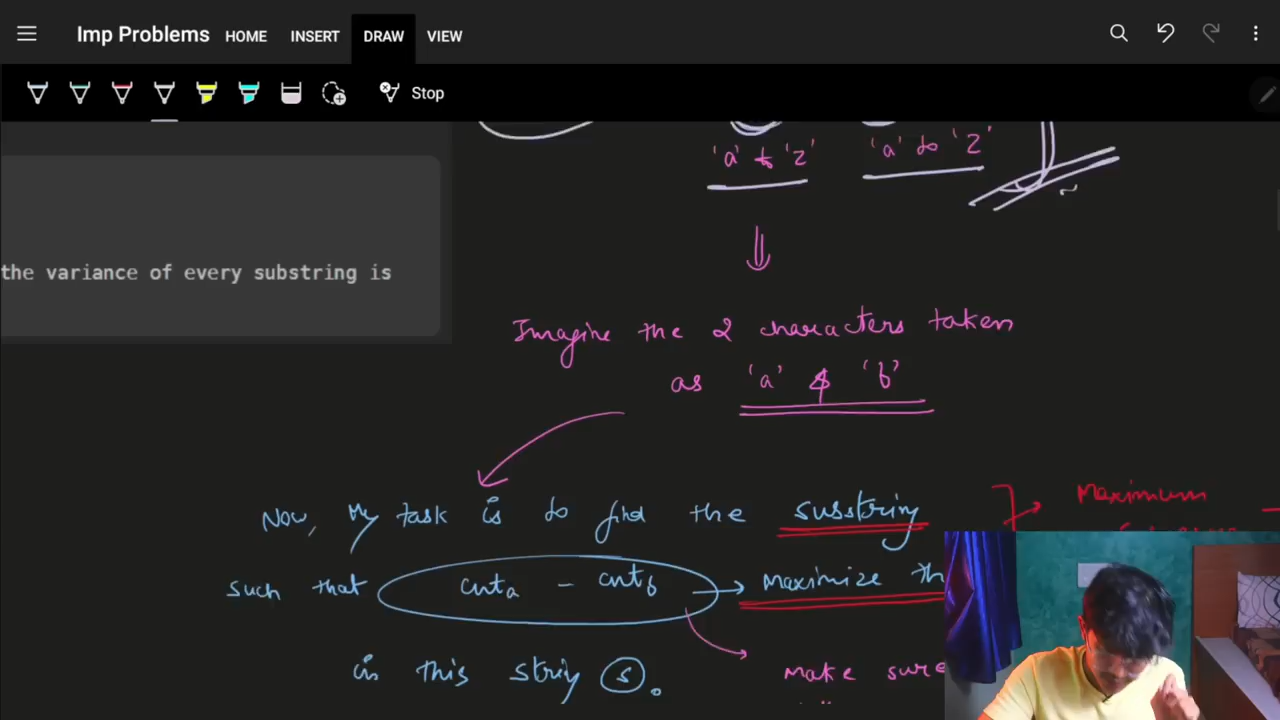 Imp Problems HOME INSERT DRAW VIEW
Stop
'a' to 'z' 'a' to 'z'
the variance of every substring is
Imagine the 2 characters taken
as 'a' & 'b'
Now, My task is to find the susstring Maximum
such that cnta - cntb maximize th
in this string s. Make sure